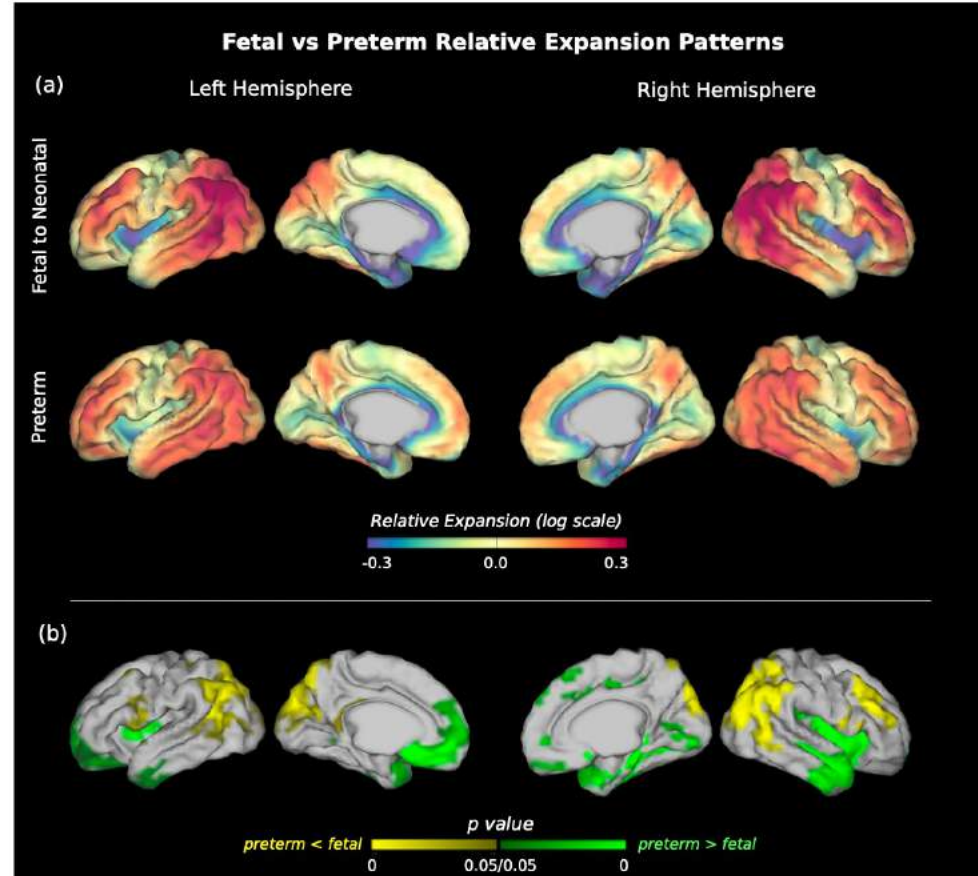 Fetal vs Preterm Relative Expansion Patterns
(a)
Left Hemisphere
Right Hemisphere
Fetal to Neonatal
Preterm
Relative Expansion (log scale)
-0.3
0.0
0.3
(b)
p value
preterm < fetal
preterm > fetal
0
0.05/0.05
0